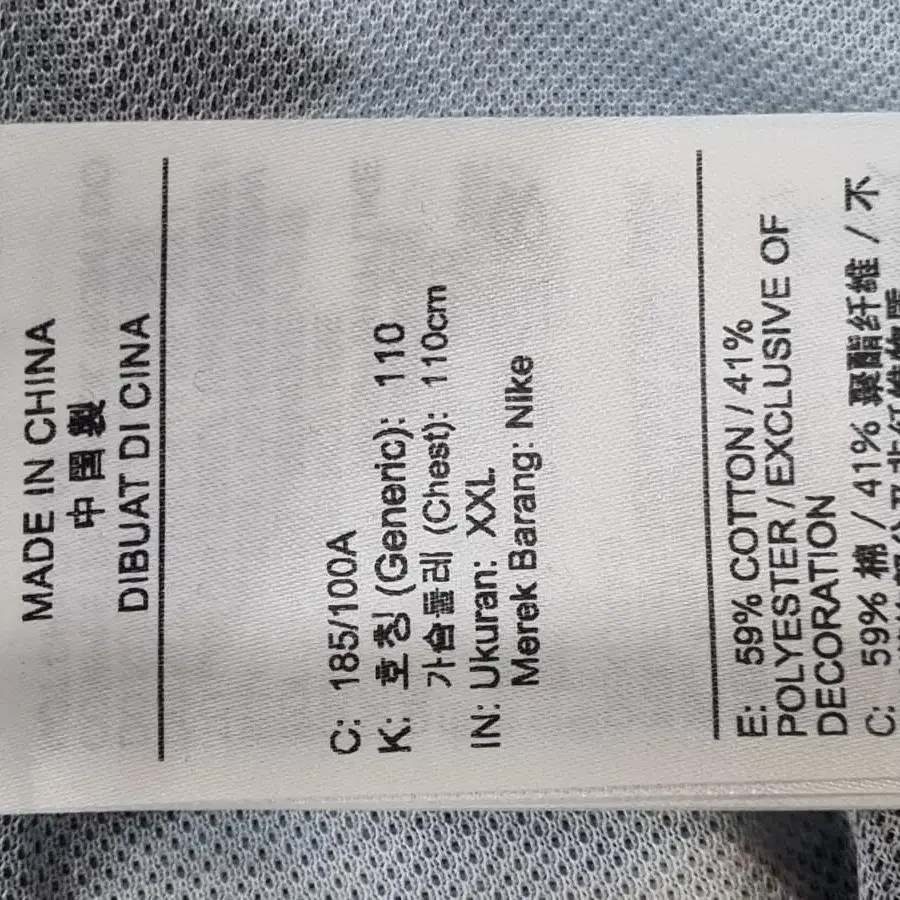 MADE IN CHINA
中國製
DIBUAT DI CINA
C: 185/100A
K: 호칭 (Generic): 110
가슴둘레 (Chest): 110cm
IN: Ukuran: XXL
Merek Barang: Nike
E: 59% COTTON / 41%
POLYESTER / EXCLUSIVE OF
DECORATION
C: 59% 棉 / 41% 聚酯纤维 / 不